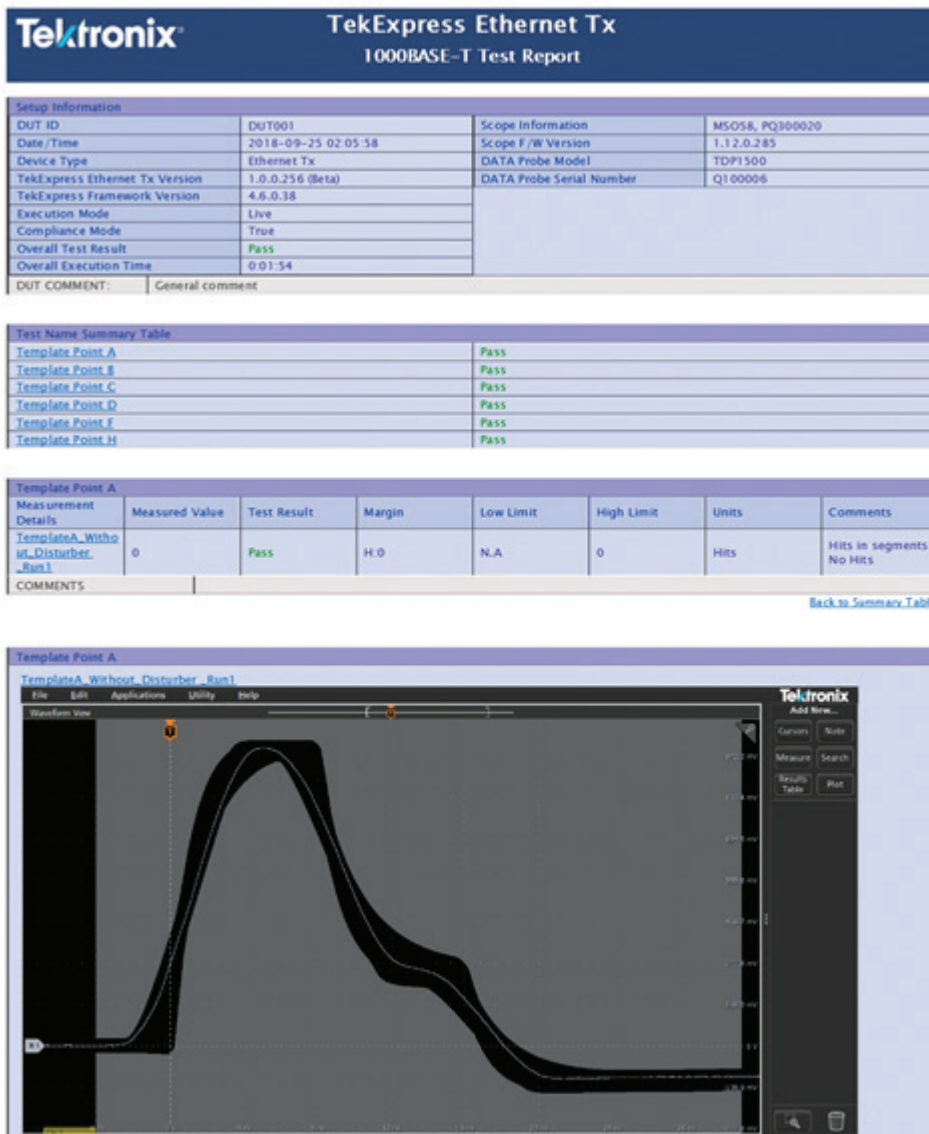 Tektronix
TekExpress Ethernet Tx
1000BASE-T Test Report
Setup Information
DUT ID DUT001 Scope Information MSO58, PQ300020
Date/Time 2018-09-25 02:05:58 Scope F/W Version 1.12.0.285
Device Type Ethernet Tx DATA Probe Model TDP1500
TekExpress Ethernet Tx Version 1.0.0.256 (Beta) DATA Probe Serial Number Q100006
TekExpress Framework Version 4.6.0.38
Execution Mode Live
Compliance Mode True
Overall Test Result Pass
Overall Execution Time 0:01:54
DUT COMMENT: General comment
Test Name Summary Table
Template Point A Pass
Template Point B Pass
Template Point C Pass
Template Point D Pass
Template Point F Pass
Template Point H Pass
Template Point A
Measurement Details Measured Value Test Result Margin Low Limit High Limit Units Comments
TemplateA_Witho
ut_Disturber
_Run1
0 Pass H:0 N.A 0 Hits
Hits in segments
No Hits
COMMENTS
Back to Summary Tabl
Template Point A
TemplateA_Without_Disturber _Run1
File Edit Applications Utility Help
Tektronix
Waveform View
Add New...
Cursors Note
Measure Search
Results Table Plot
0 V